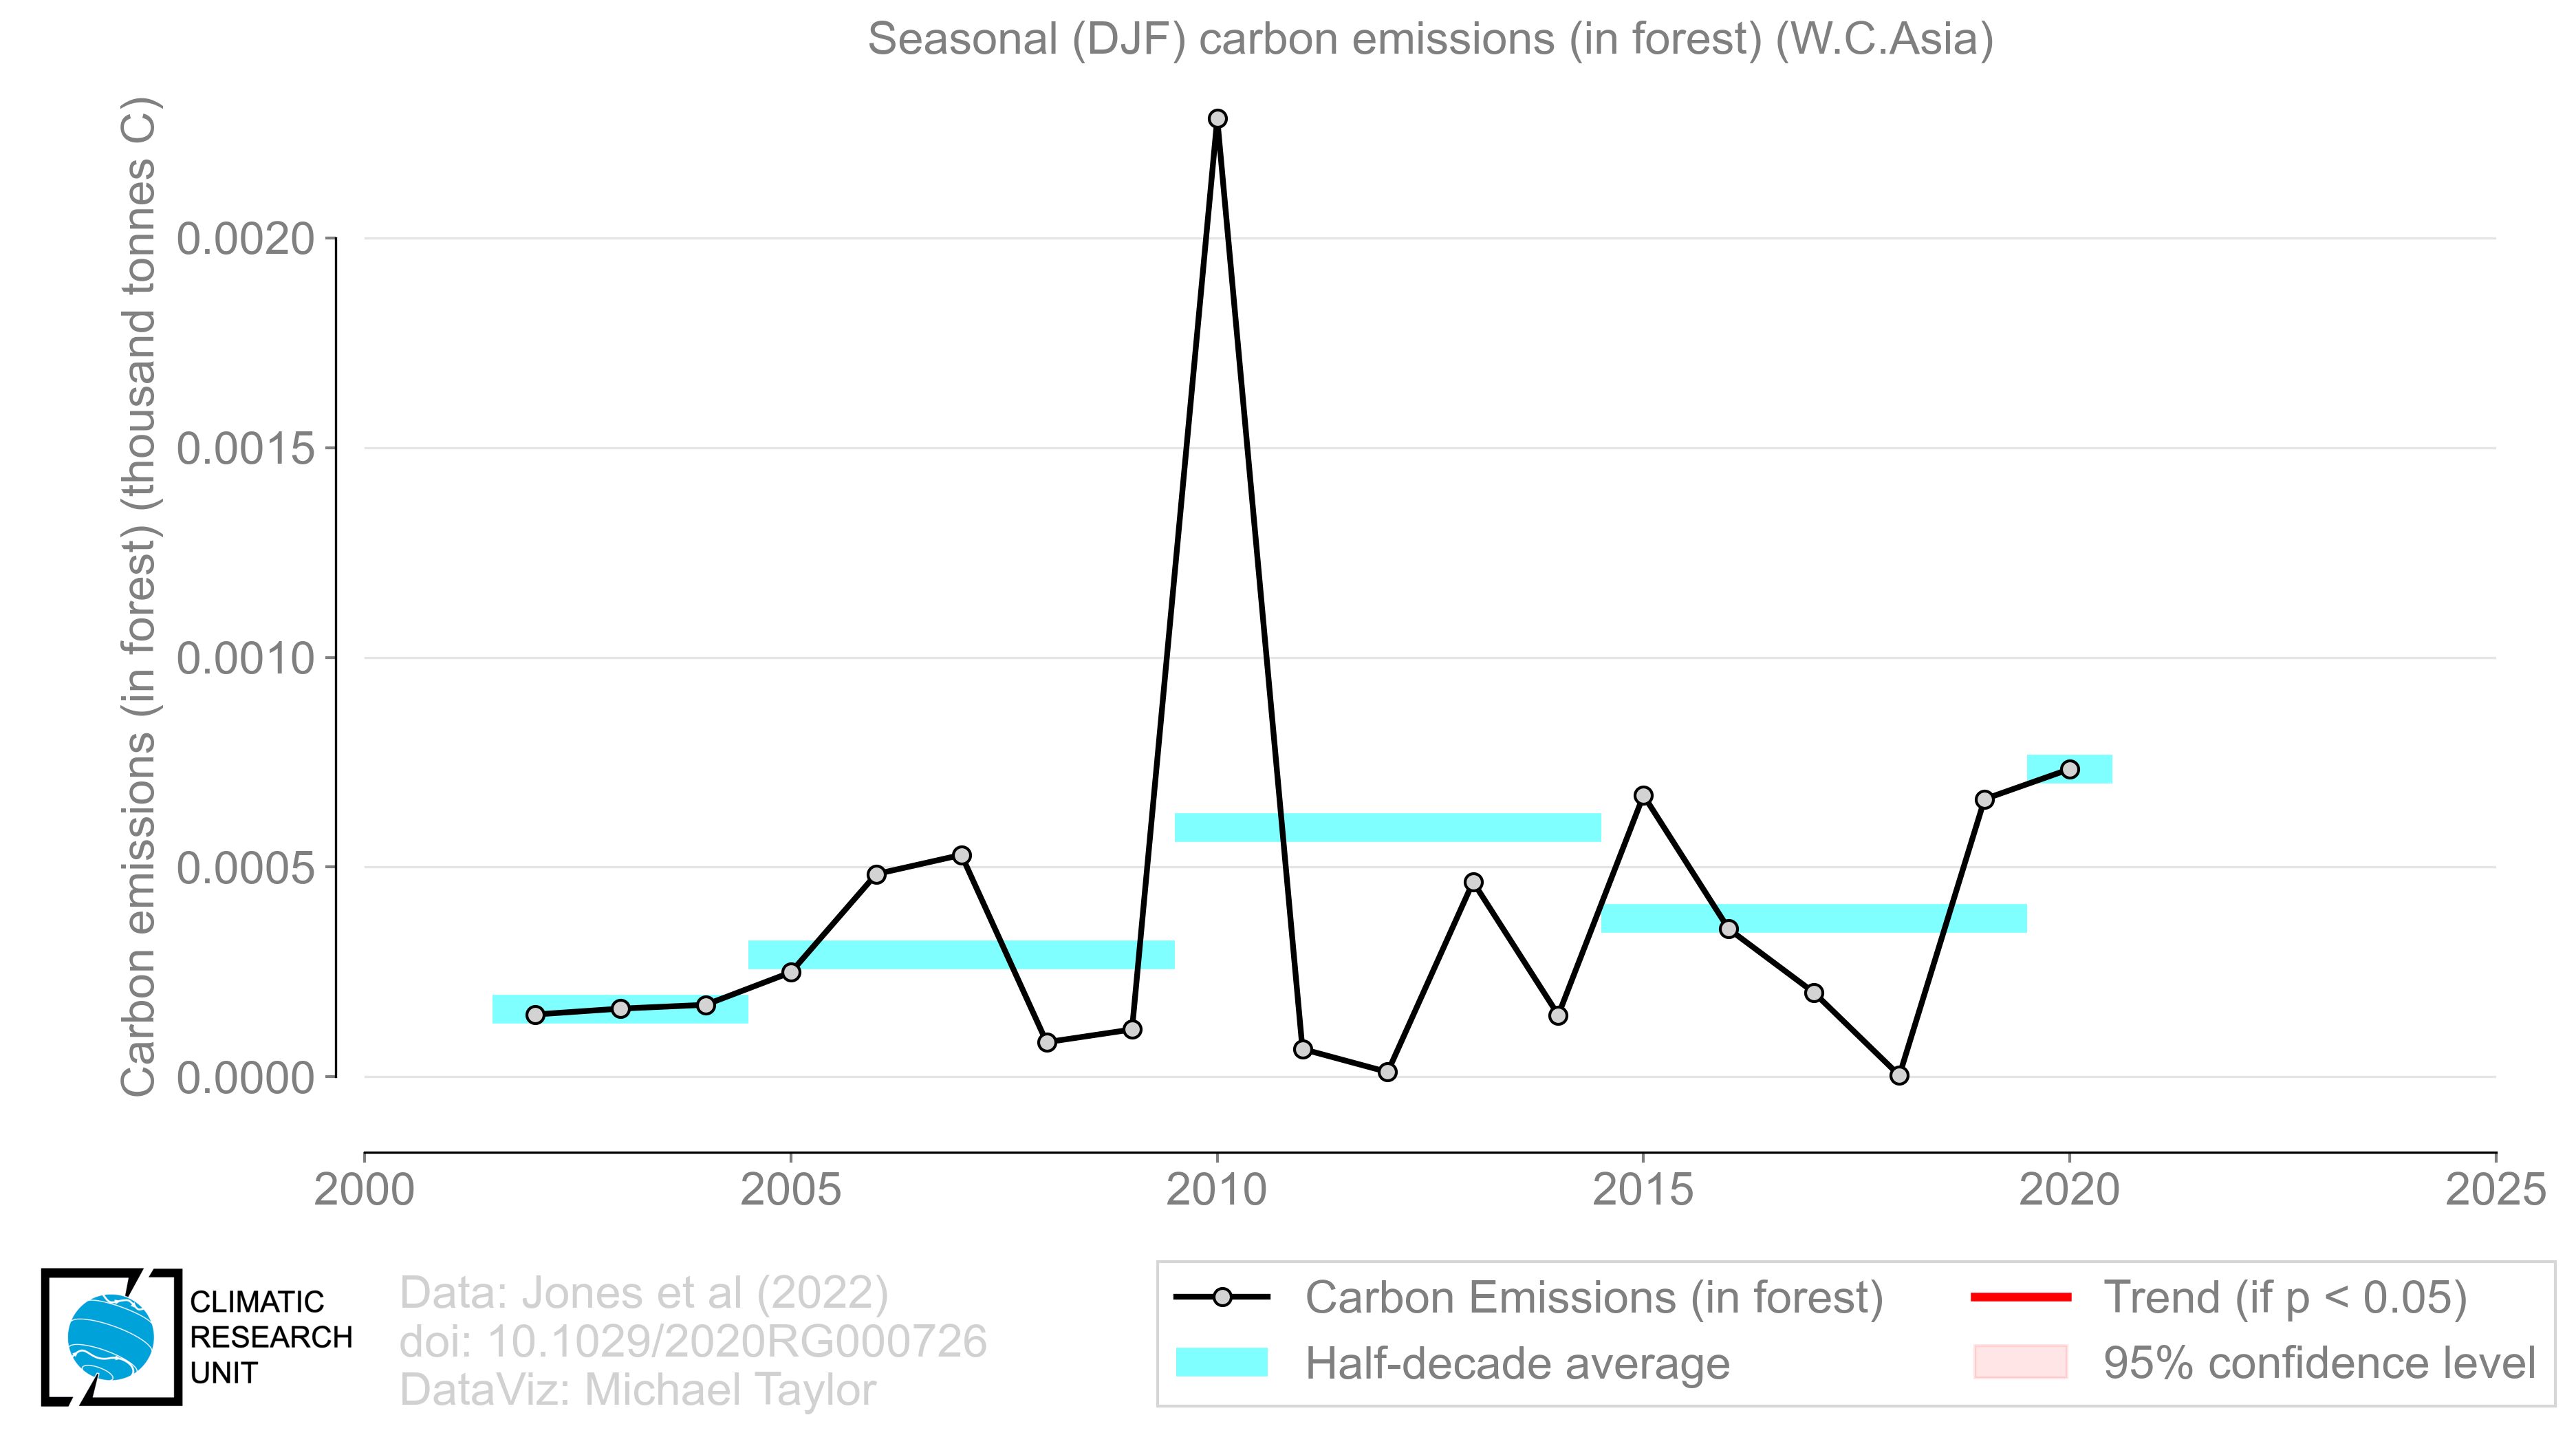 Seasonal (DJF) carbon emissions (in forest) (W.C.Asia)
Carbon emissions (in forest) (thousand tonnes C)
0.0020
0.0015
0.0010
0.0005
0.0000
2000
2005
2010
2015
2020
2025
CLIMATIC
RESEARCH
UNIT
Data: Jones et al (2022)
doi: 10.1029/2020RG000726
DataViz: Michael Taylor
Carbon Emissions (in forest)
Half-decade average
Trend (if p < 0.05)
95% confidence level